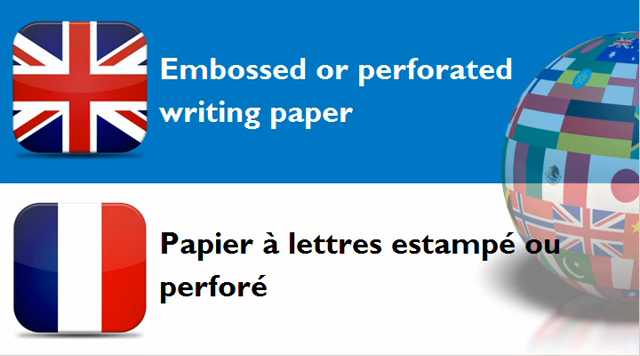 Embossed or perforated
writing paper
Papier à lettres estampé ou
perforé